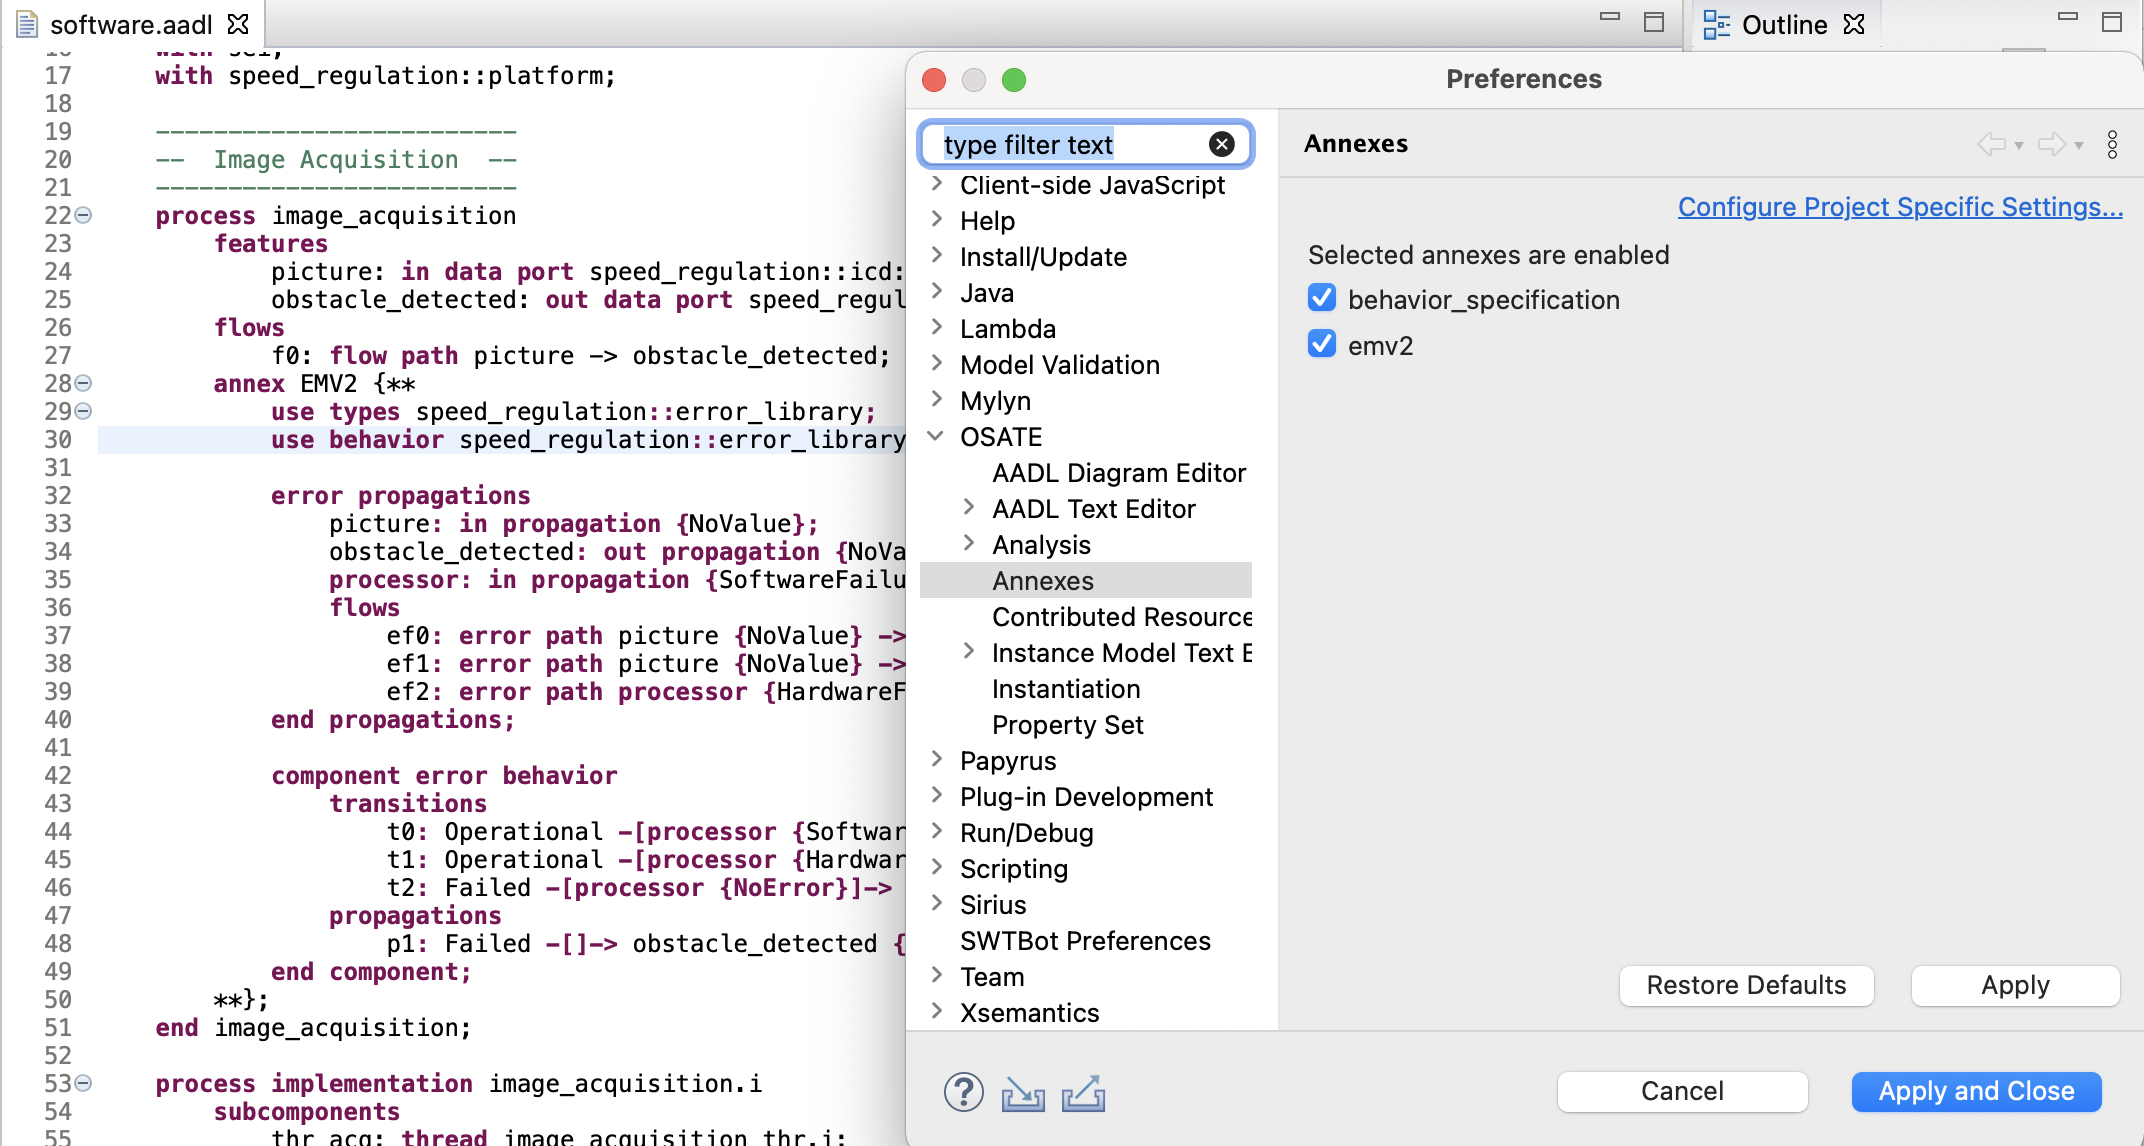 software.aadl
Outline
with sei;
17 with speed_regulation::platform;
18
19 -------------------------
20 --  Image Acquisition  --
21 -------------------------
22 process image_acquisition
23 features
24 picture: in data port speed_regulation::icd:
25 obstacle_detected: out data port speed_regul
26 flows
27 f0: flow path picture -> obstacle_detected;
28 annex EMV2 {**
29 use types speed_regulation::error_library;
30 use behavior speed_regulation::error_library
31
32 error propagations
33 picture: in propagation {NoValue};
34 obstacle_detected: out propagation {NoVa
35 processor: in propagation {SoftwareFailu
36 flows
37 ef0: error path picture {NoValue} ->
38 ef1: error path picture {NoValue} ->
39 ef2: error path processor {HardwareF
40 end propagations;
41
42 component error behavior
43 transitions
44 t0: Operational -[processor {Softwar
45 t1: Operational -[processor {Hardwar
46 t2: Failed -[processor {NoError}]->
47 propagations
48 p1: Failed -[]-> obstacle_detected {
49 end component;
50 **};
51 end image_acquisition;
52
53 process implementation image_acquisition.i
54 subcomponents
55 thr_acq: thread image_acquisition_thr.i;
Preferences
type filter text
Client-side JavaScript
Help
Install/Update
Java
Lambda
Model Validation
Mylyn
OSATE
AADL Diagram Editor
AADL Text Editor
Analysis
Annexes
Contributed Resource
Instance Model Text E
Instantiation
Property Set
Papyrus
Plug-in Development
Run/Debug
Scripting
Sirius
SWTBot Preferences
Team
Xsemantics
Annexes
Configure Project Specific Settings...
Selected annexes are enabled
behavior_specification
emv2
Restore Defaults
Apply
?
Cancel
Apply and Close